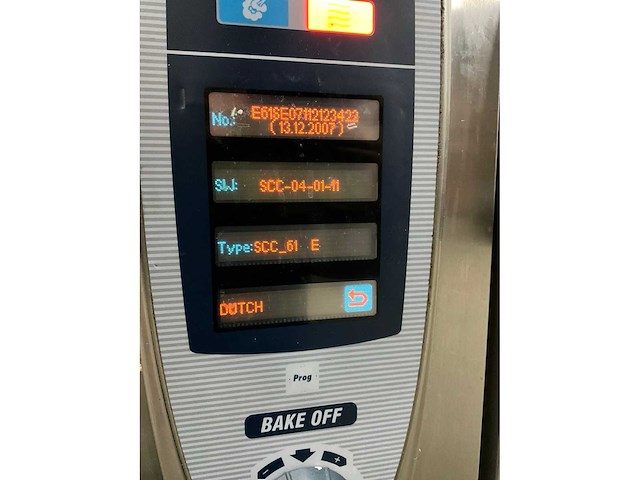 No: E61SE07112123422
( 13.12.2007 )
SW: SCC-04-01-11
Type: SCC_61 E
DUTCH
Prog
BAKE OFF
- +